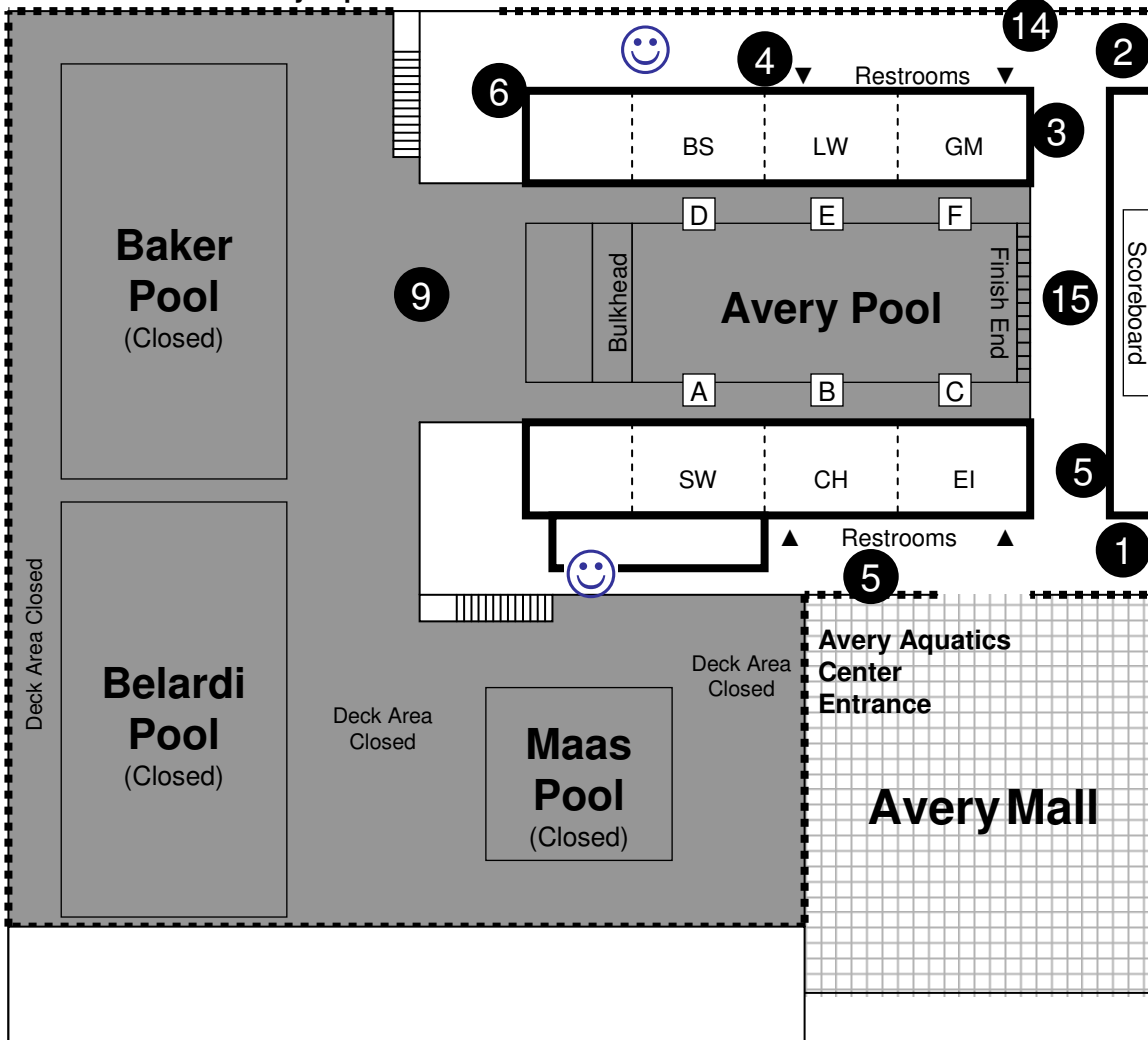 14
2
4
▼ Restrooms ▼
6
3
BS
LW
GM
D
E
F
Baker
Pool
(Closed)
9
Bulkhead
Avery Pool
Finish End
15
Scoreboard
A
B
C
5
SW
CH
EI
▲ Restrooms ▲
1
5
Deck Area Closed
Belardi
Pool
(Closed)
Deck Area
Closed
Deck Area
Closed
Maas
Pool
(Closed)
Avery Aquatics
Center
Entrance
Avery Mall